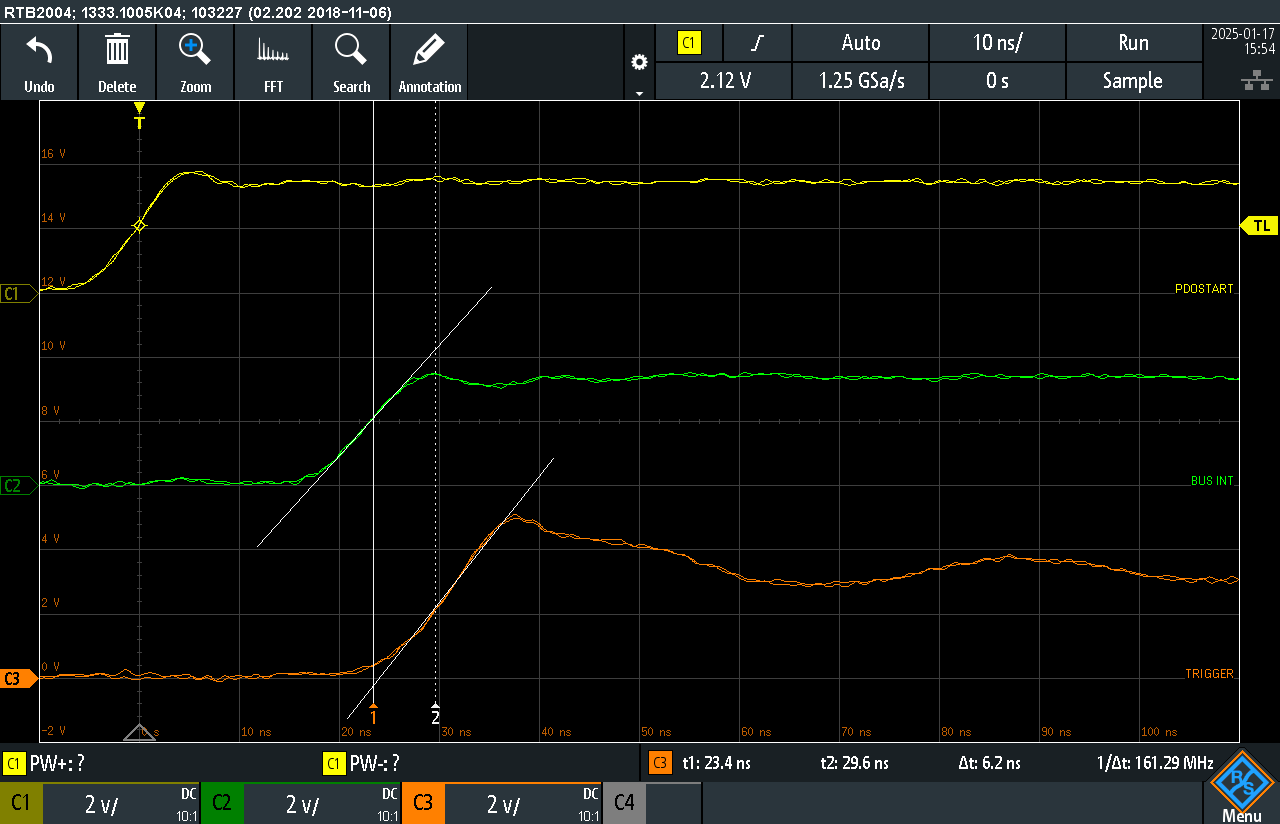 RTB2004; 1333.1005K04; 103227 (02.202 2018-11-06)
Undo Delete Zoom FFT Search Annotation
C1 Auto 10 ns/ Run
2.12 V 1.25 GSa/s 0 s Sample
2025-01-17
15:54
T
16 V
14 V
TL
12 V
C1
PDOSTART
10 V
8 V
6 V
C2
BUS INT
4 V
2 V
0 V
C3
TRIGGER
1 2
-2 V 0 s 10 ns 20 ns 30 ns 40 ns 50 ns 60 ns 70 ns 80 ns 90 ns 100 ns
C1 PW+: ? C1 PW-: ? C3 t1: 23.4 ns t2: 29.6 ns Δt: 6.2 ns 1/Δt: 161.29 MHz
C1 2 V/ DC 10:1 C2 2 V/ DC 10:1 C3 2 V/ DC 10:1 C4
R S
Menu